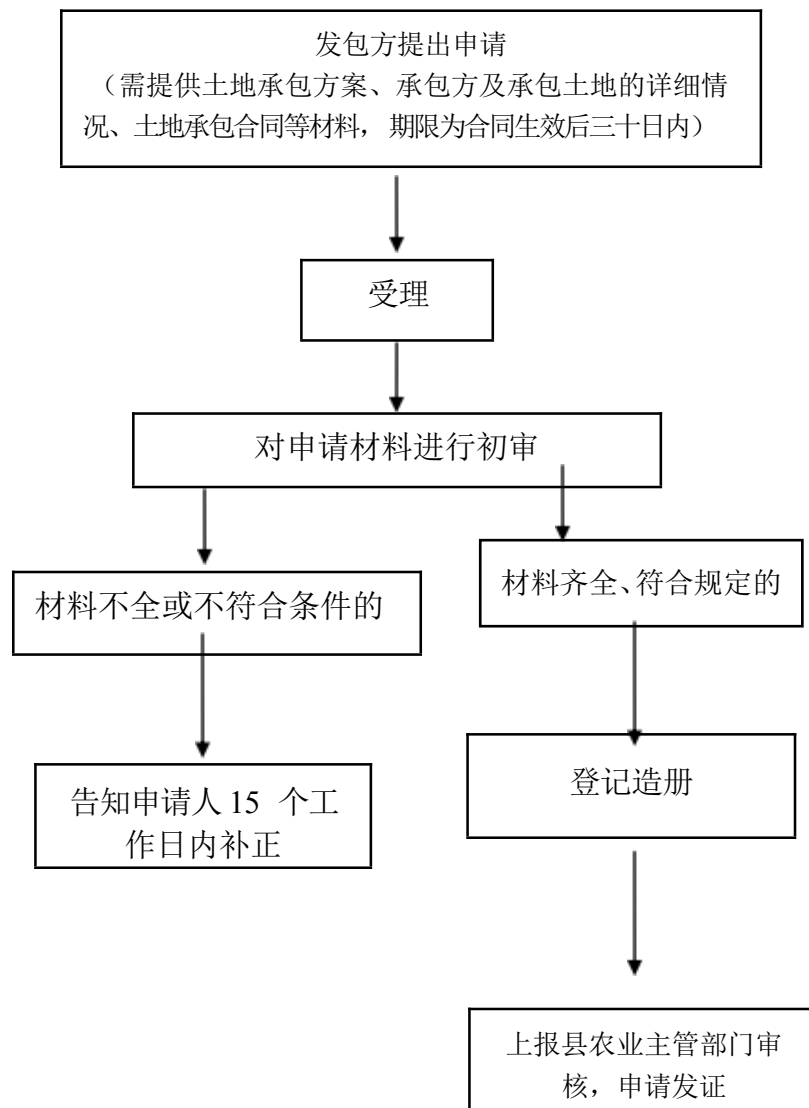 发包方提出申请
（需提供土地承包方案、承包方及承包土地的详细情
况、土地承包合同等材料，期限为合同生效后三十日内）
受理
对申请材料进行初审
材料不全或不符合条件的
材料齐全、符合规定的
告知申请人 15 个工
作日内补正
登记造册
上报县农业主管部门审
核，申请发证